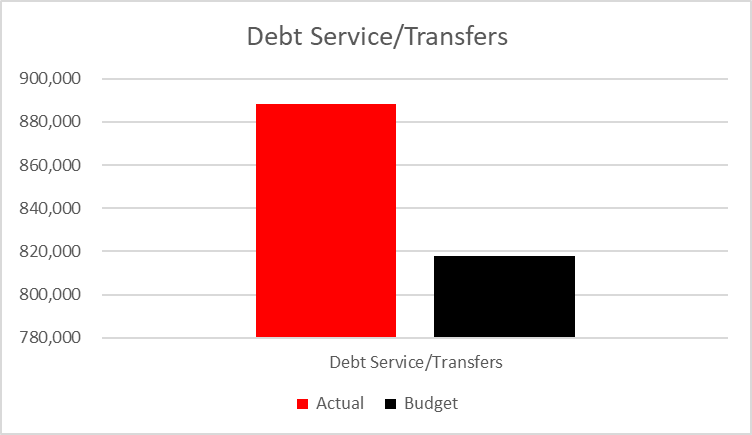 Debt Service/Transfers
900,000
880,000
860,000
840,000
820,000
800,000
780,000
Debt Service/Transfers
Actual Budget